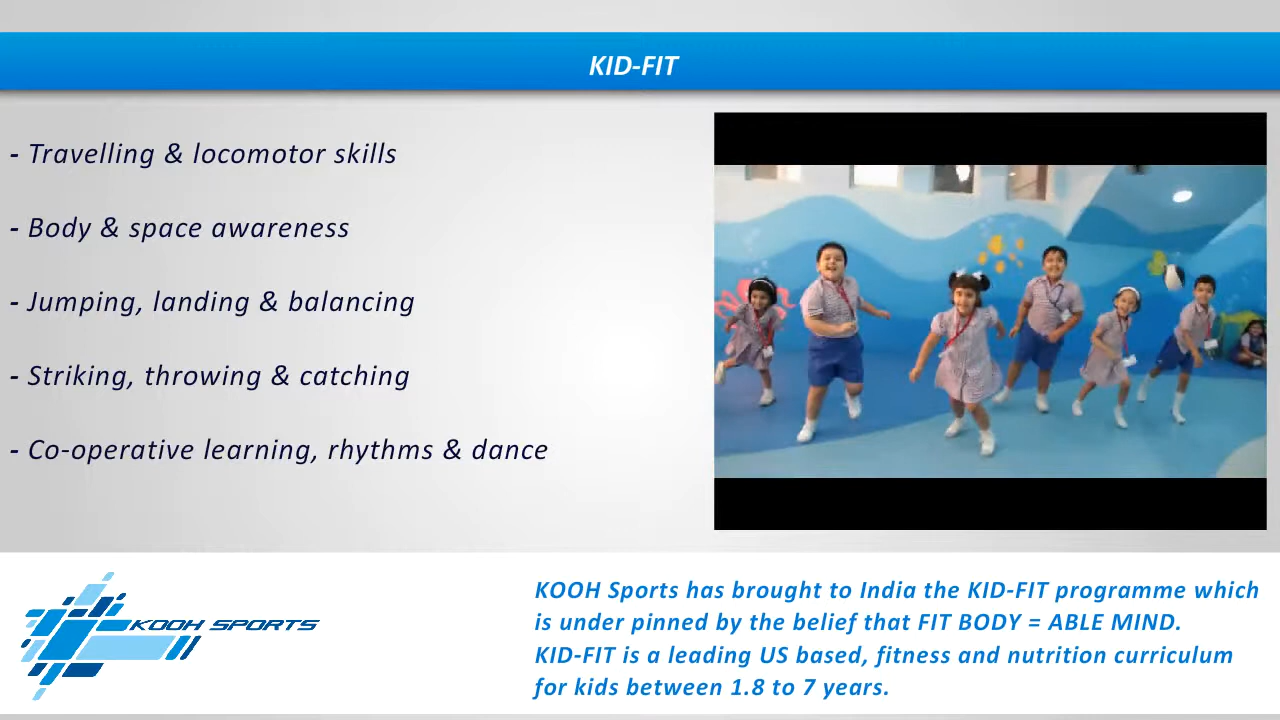 KID-FIT
- Travelling & locomotor skills
- Body & space awareness
- Jumping, landing & balancing
- Striking, throwing & catching
- Co-operative learning, rhythms & dance
KOOH SPORTS
KOOH Sports has brought to India the KID-FIT programme which
is under pinned by the belief that FIT BODY = ABLE MIND.
KID-FIT is a leading US based, fitness and nutrition curriculum
for kids between 1.8 to 7 years.